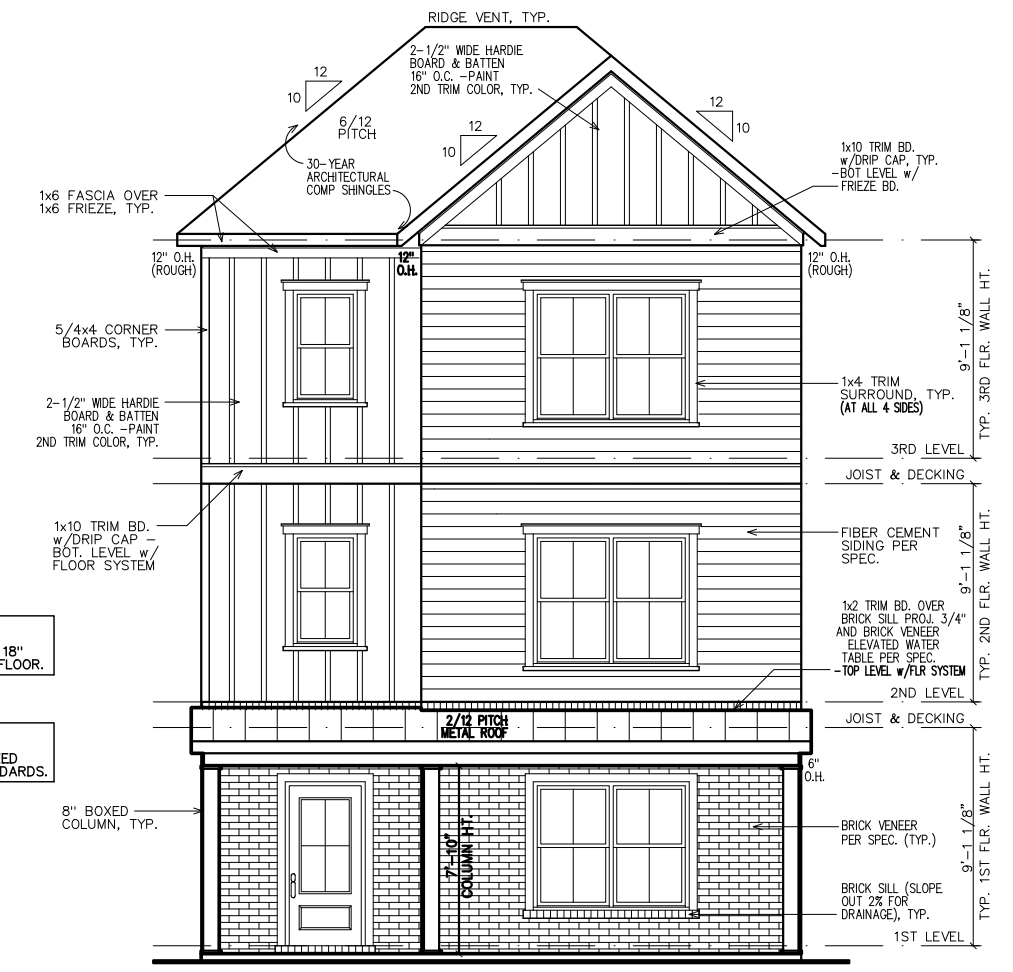 RIDGE VENT, TYP.
2-1/2" WIDE HARDIE
BOARD & BATTEN
16" O.C. -PAINT
2ND TRIM COLOR, TYP.
12
10
6/12
PITCH
12
10
12
10
30-YEAR
ARCHITECTURAL
COMP SHINGLES
1x10 TRIM BD.
w/DRIP CAP, TYP.
-BOT LEVEL w/
FRIEZE BD.
1x6 FASCIA OVER
1x6 FRIEZE, TYP.
12" O.H.
(ROUGH)
12"
O.H.
12" O.H.
(ROUGH)
5/4x4 CORNER
BOARDS, TYP.
9'-1 1/8"
TYP. 3RD FLR. WALL HT.
1x4 TRIM
SURROUND, TYP.
(AT ALL 4 SIDES)
2-1/2" WIDE HARDIE
BOARD & BATTEN
16" O.C. -PAINT
2ND TRIM COLOR, TYP.
3RD LEVEL
JOIST & DECKING
1x10 TRIM BD.
w/DRIP CAP -
BOT. LEVEL w/
FLOOR SYSTEM
FIBER CEMENT
SIDING PER
SPEC.
9'-1 1/8"
TYP. 2ND FLR. WALL HT.
1x2 TRIM BD. OVER
BRICK SILL PROJ. 3/4"
AND BRICK VENEER
ELEVATED WATER
TABLE PER SPEC.
-TOP LEVEL w/FLR SYSTEM
18"
FLOOR.
2ND LEVEL
JOIST & DECKING
2/12 PITCH
METAL ROOF
ED
DARDS.
6"
O.H.
8" BOXED
COLUMN, TYP.
7'-10"
COLUMN HT.
BRICK VENEER
PER SPEC. (TYP.)
9'-1 1/8"
TYP. 1ST FLR. WALL HT.
BRICK SILL (SLOPE
OUT 2% FOR
DRAINAGE), TYP.
1ST LEVEL